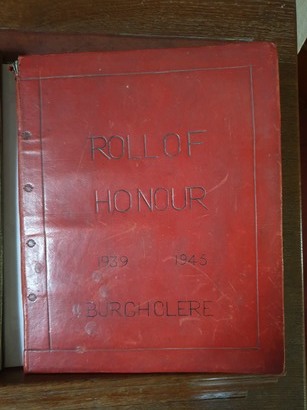 ROLL OF
HONOUR
1939 1945
BURGHCLERE